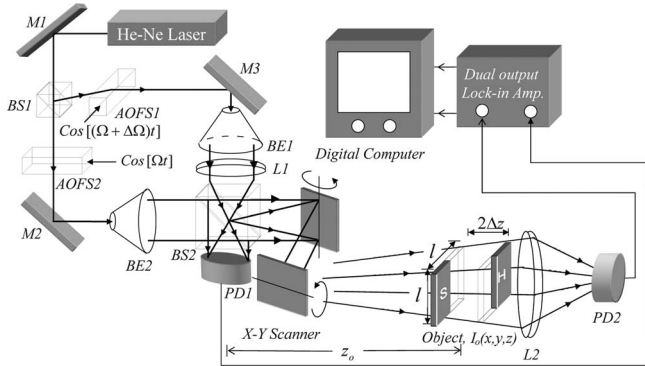 M1
He-Ne Laser
M3
BS1
AOFS1
Cos[(Ω + ΔΩ)t]
BE1
L1
Cos[Ωt]
AOFS2
M2
BE2
BS2
PD1
X-Y Scanner
Digital Computer
Dual output
Lock-in Amp.
2Δz
l
l
S
H
Object, I₀(x,y,z)
L2
PD2
z₀